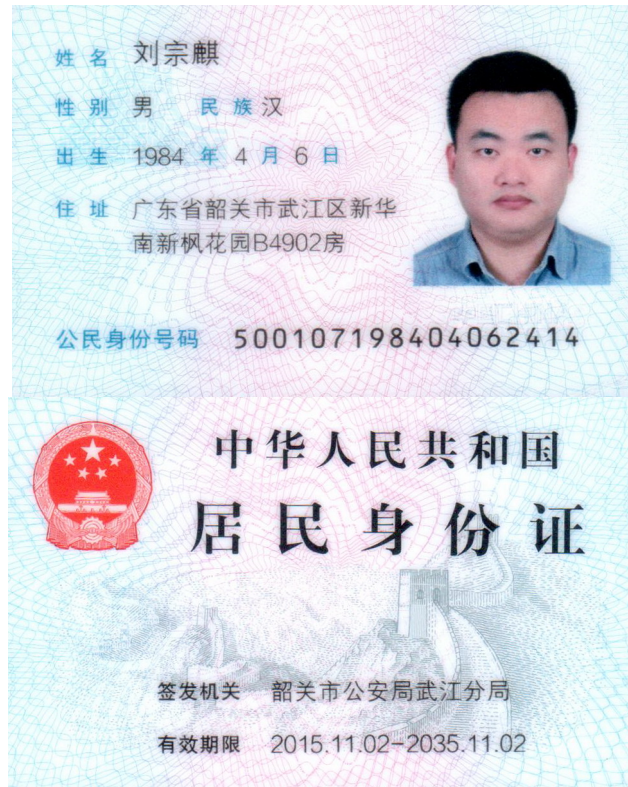 姓名 刘宗麒
性别 男 民族 汉
出生 1984 年 4 月 6 日
住址 广东省韶关市武江区新华
南新枫花园B4902房
公民身份号码 500107198404062414
中华人民共和国
居民身份证
签发机关 韶关市公安局武江分局
有效期限 2015.11.02-2035.11.02